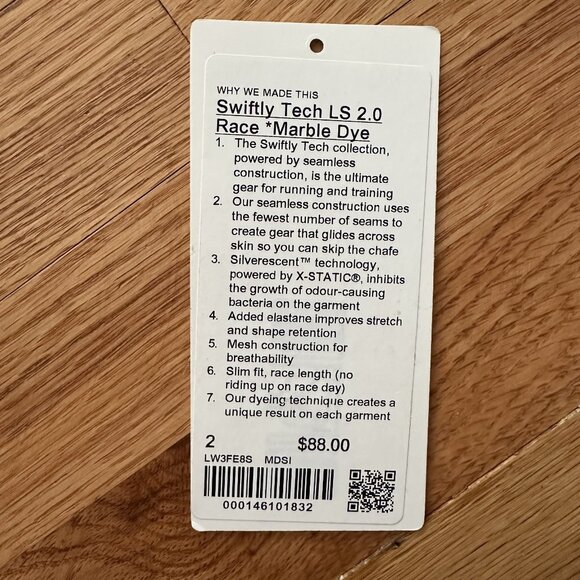 WHY WE MADE THIS
Swiftly Tech LS 2.0
Race *Marble Dye
1. The Swiftly Tech collection,
powered by seamless
construction, is the ultimate
gear for running and training
2. Our seamless construction uses
the fewest number of seams to
create gear that glides across
skin so you can skip the chafe
3. Silverescent™ technology,
powered by X-STATIC®, inhibits
the growth of odour-causing
bacteria on the garment
4. Added elastane improves stretch
and shape retention
5. Mesh construction for
breathability
6. Slim fit, race length (no
riding up on race day)
7. Our dyeing technique creates a
unique result on each garment
2 $88.00
LW3FE8S MDSI
000146101832